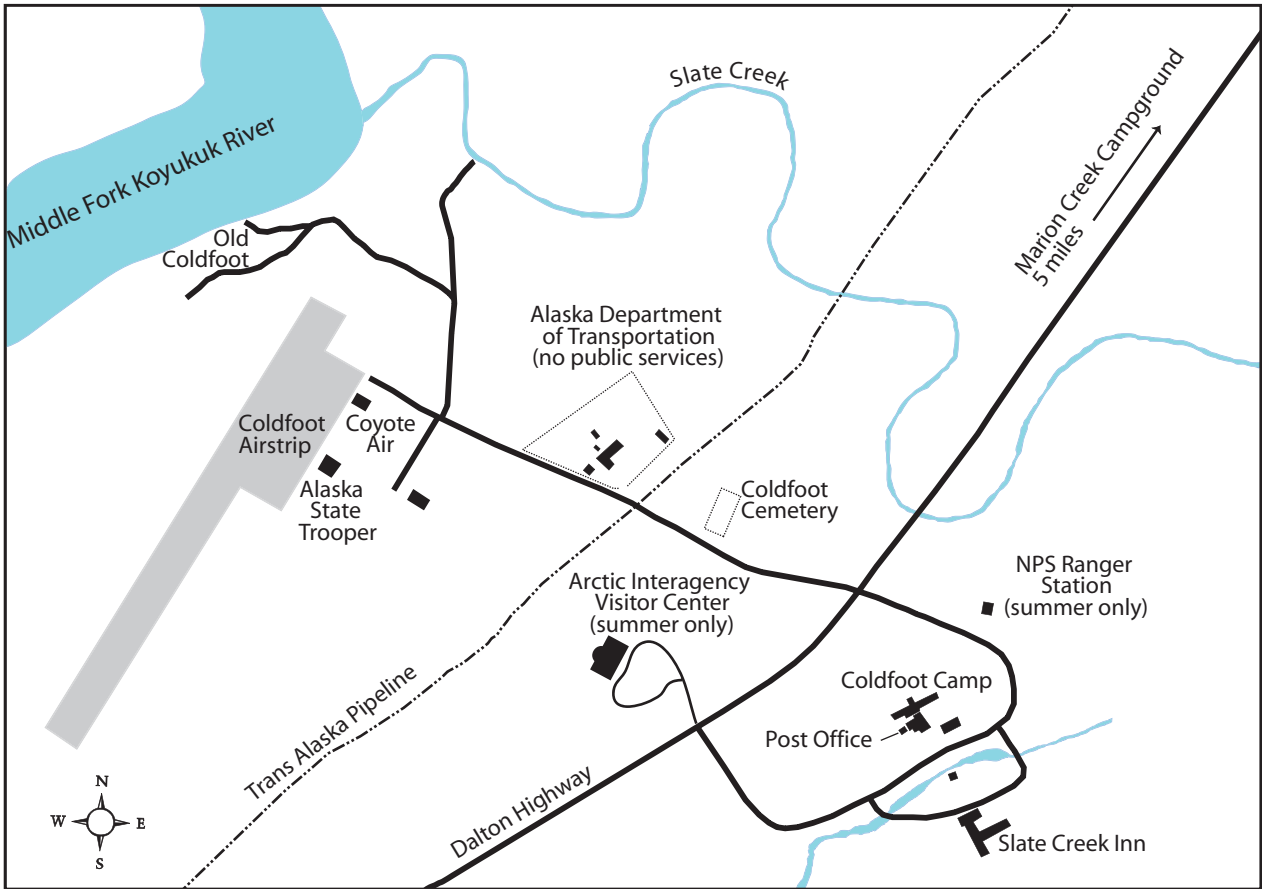 Slate Creek
Middle Fork Koyukuk River
Marion Creek Campground
5 miles
Old
Coldfoot
Alaska Department
of Transportation
(no public services)
Coldfoot
Airstrip
Coyote
Air
Alaska
State
Trooper
Coldfoot
Cemetery
Arctic Interagency
Visitor Center
(summer only)
NPS Ranger
Station
(summer only)
Coldfoot Camp
Post Office
Trans Alaska Pipeline
Dalton Highway
Slate Creek Inn
N
W
E
S